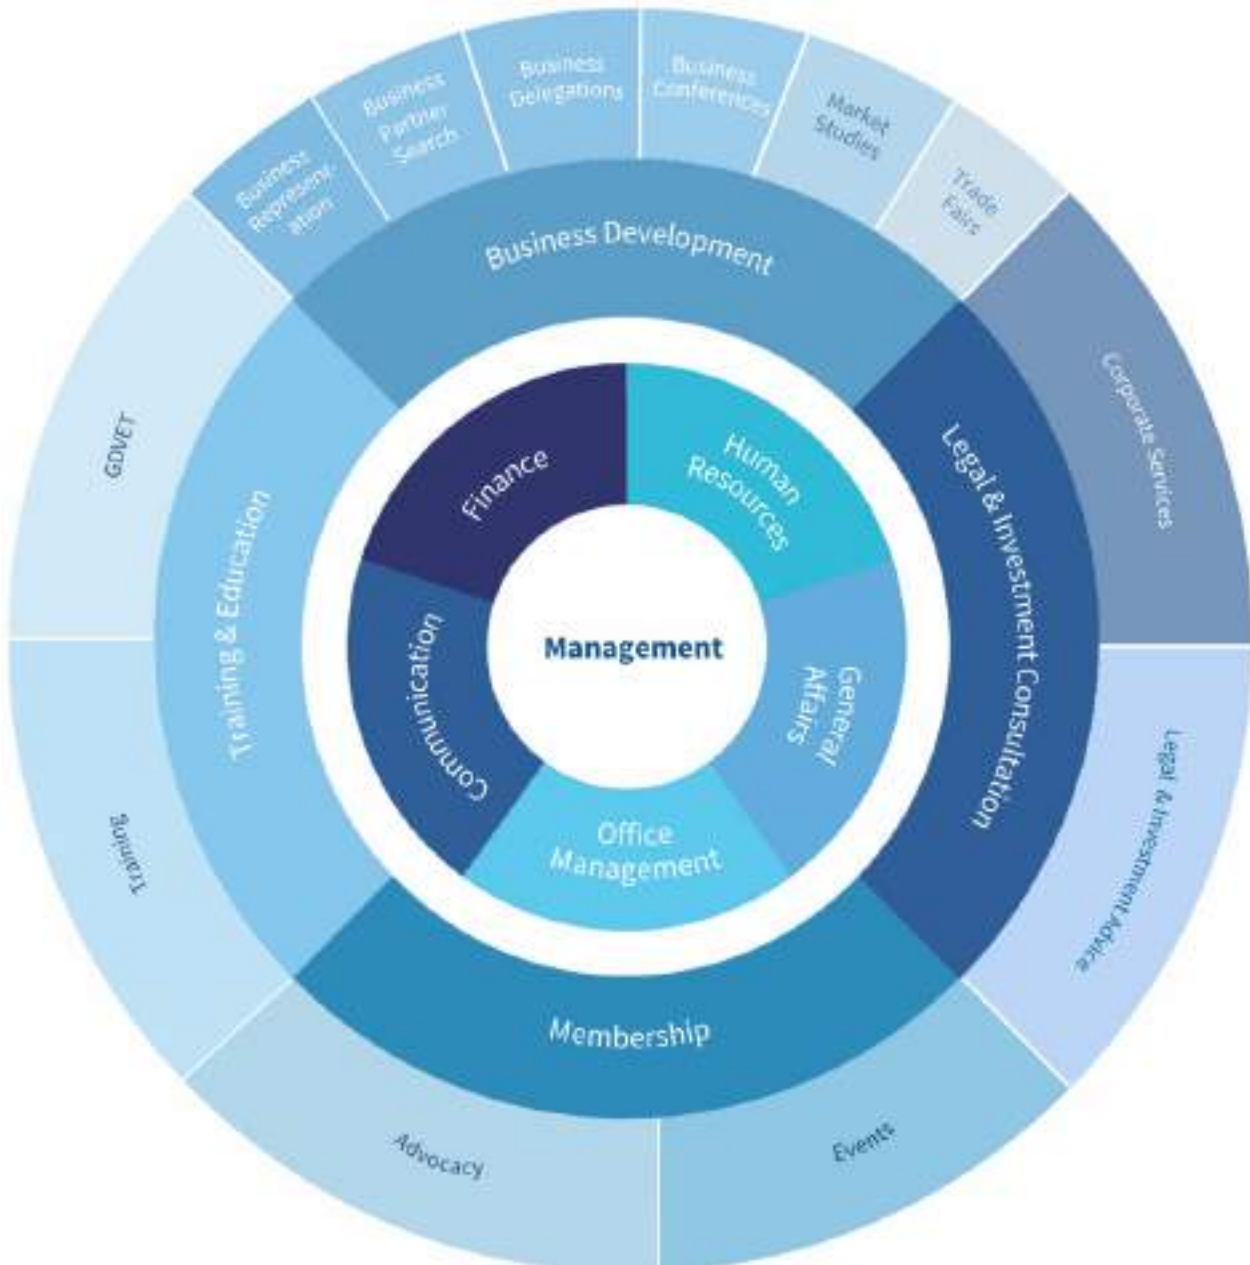 Business
Represent-
ation
Business
Partner
Search
Business
Delegations
Business
Conferences
Market
Studies
Trade
Fairs
Business Development
Corporate Services
Legal & Investment Consultation
Legal & Investment Advice
GDVET
Training & Education
Training
Finance
Human
Resources
Communication
Management
General
Affairs
Office
Management
Membership
Advocacy
Events